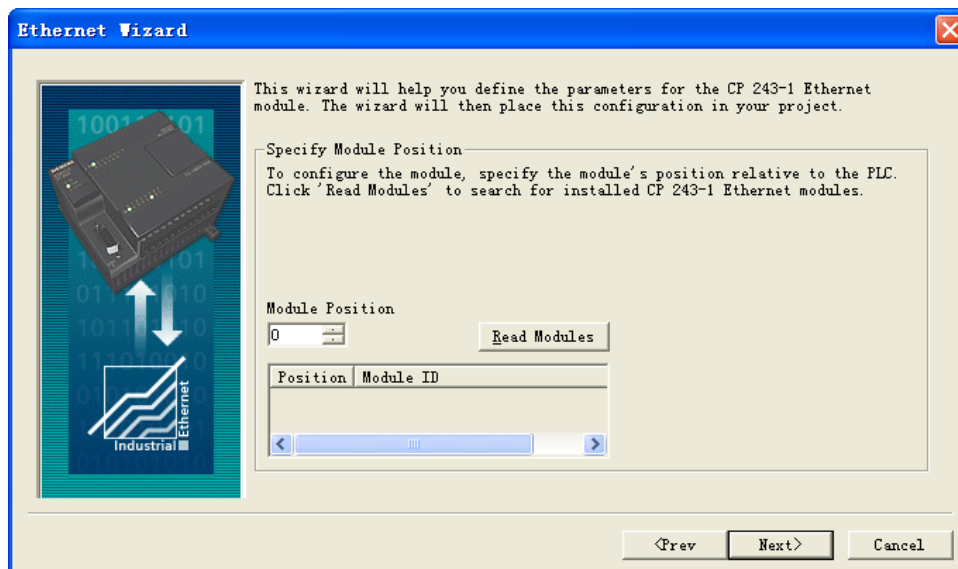 Ethernet Wizard
This wizard will help you define the parameters for the CP 243-1 Ethernet
module. The wizard will then place this configuration in your project.
Specify Module Position
To configure the module, specify the module's position relative to the PLC.
Click 'Read Modules' to search for installed CP 243-1 Ethernet modules.
Module Position
0
Read Modules
Position Module ID
Industrial
Ethernet
<Prev
Next>
Cancel